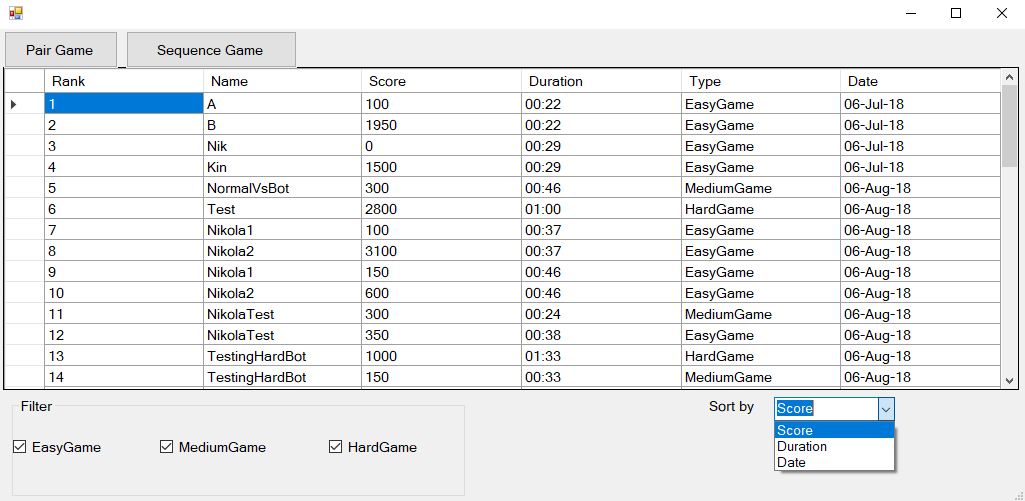 Pair Game Sequence Game
Rank Name Score Duration Type Date
1 A 100 00:22 EasyGame 06-Jul-18
2 B 1950 00:22 EasyGame 06-Jul-18
3 Nik 0 00:29 EasyGame 06-Jul-18
4 Kin 1500 00:29 EasyGame 06-Jul-18
5 NormalVsBot 300 00:46 MediumGame 06-Aug-18
6 Test 2800 01:00 HardGame 06-Aug-18
7 Nikola1 100 00:37 EasyGame 06-Aug-18
8 Nikola2 3100 00:37 EasyGame 06-Aug-18
9 Nikola1 150 00:46 EasyGame 06-Aug-18
10 Nikola2 600 00:46 EasyGame 06-Aug-18
11 NikolaTest 300 00:24 MediumGame 06-Aug-18
12 NikolaTest 350 00:38 EasyGame 06-Aug-18
13 TestingHardBot 1000 01:33 HardGame 06-Aug-18
14 TestingHardBot 150 00:33 MediumGame 06-Aug-18
Filter Sort by Score
Score
EasyGame MediumGame HardGame Duration
Date